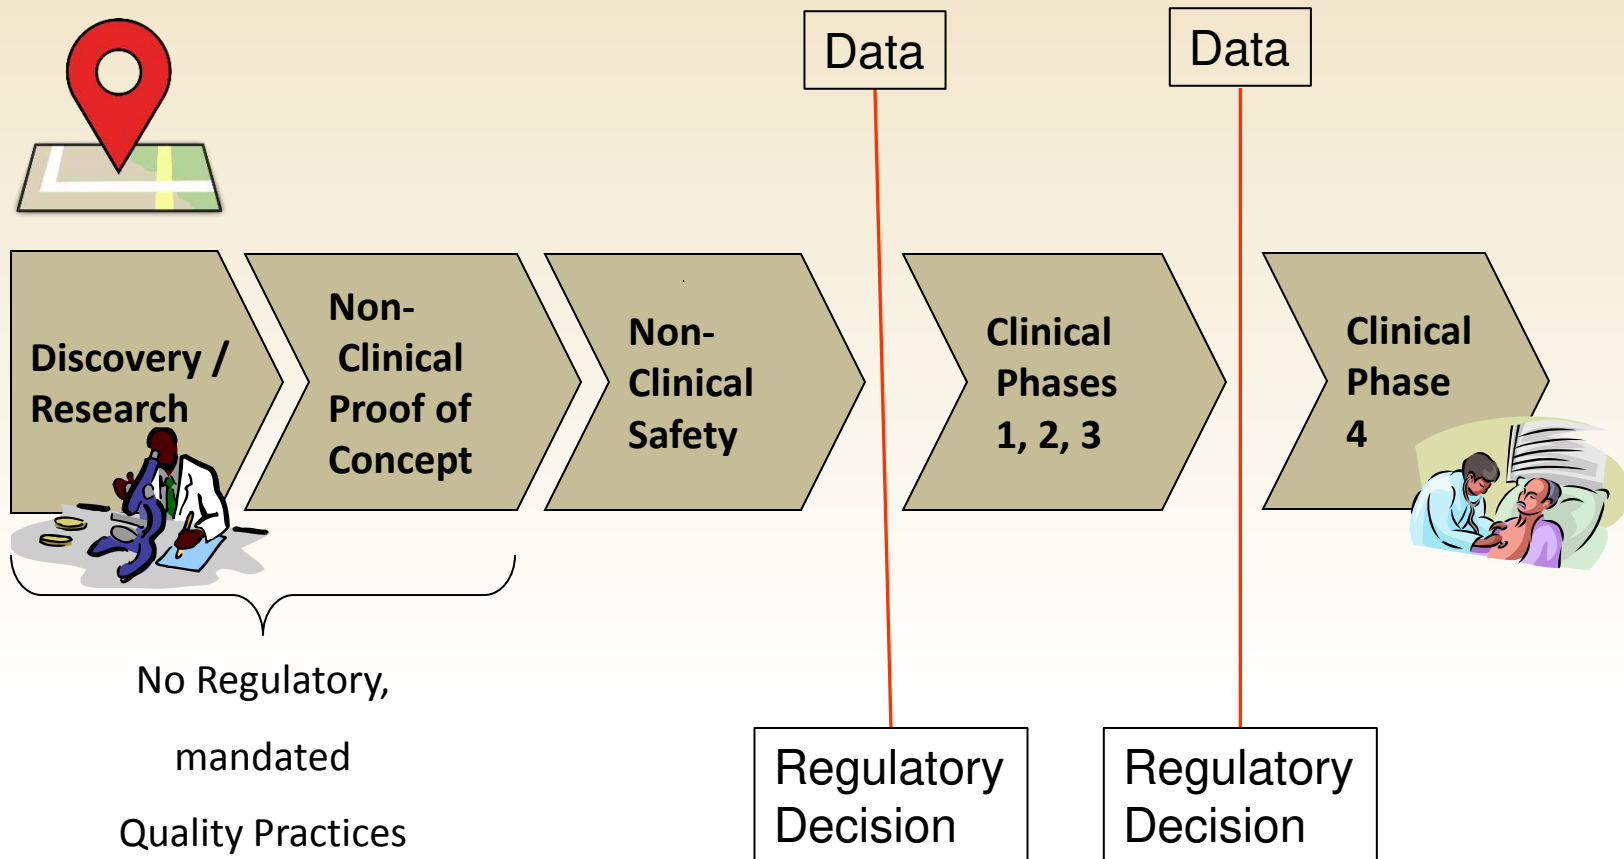 Data
Data
Discovery /
Research
Non-
Clinical
Proof of
Concept
Non-
Clinical
Safety
Clinical
Phases
1, 2, 3
Clinical
Phase
4
No Regulatory,
mandated
Quality Practices
Regulatory
Decision
Regulatory
Decision